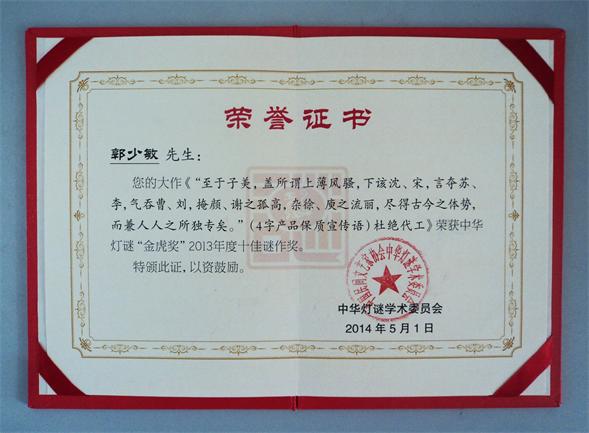 荣誉证书
郭少敏 先生：
您的大作《“至于子美，盖所谓上薄风骚，下该沈、宋，言夺苏、
李，气吞曹、刘，掩颜、谢之孤高，杂徐、庾之流丽，尽得古今之体势，
而兼人人之所独专矣。”（4字产品保质宣传语）杜绝代工》荣获中华
灯谜“金虎奖”2013年度十佳谜作奖。
特颁此证，以资鼓励。
中华灯谜学术委员会
2014年5月1日